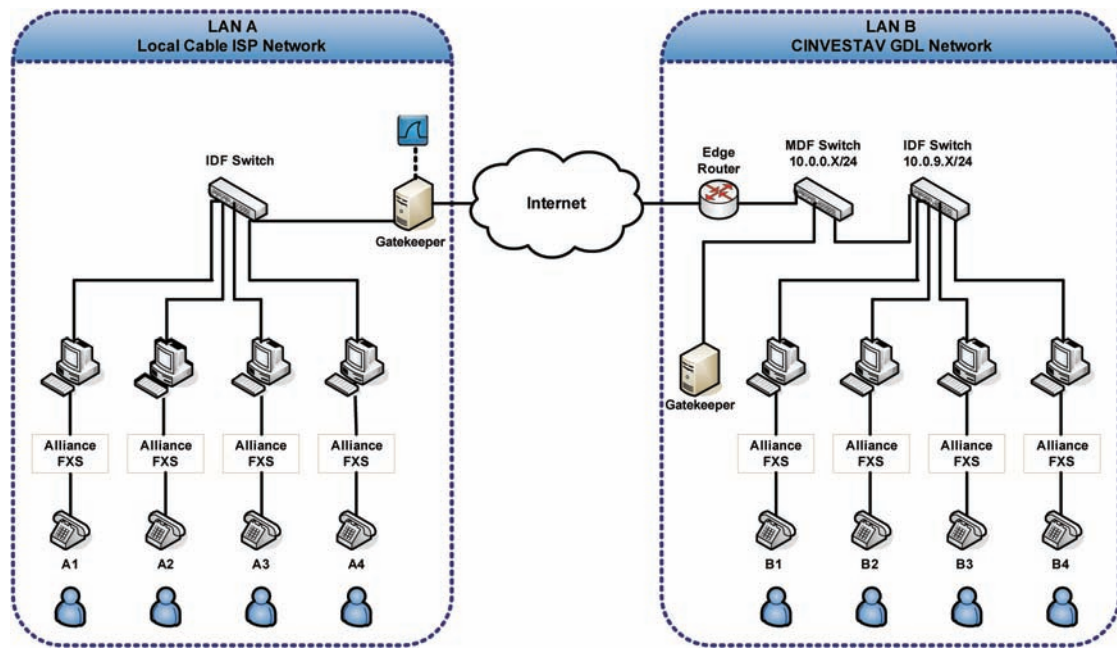 LAN A
Local Cable ISP Network
LAN B
CINVESTAV GDL Network
IDF Switch
Gatekeeper
Internet
Edge
Router
MDF Switch
10.0.0.X/24
IDF Switch
10.0.9.X/24
Gatekeeper
Alliance
FXS
Alliance
FXS
Alliance
FXS
Alliance
FXS
Alliance
FXS
Alliance
FXS
Alliance
FXS
Alliance
FXS
A1
A2
A3
A4
B1
B2
B3
B4